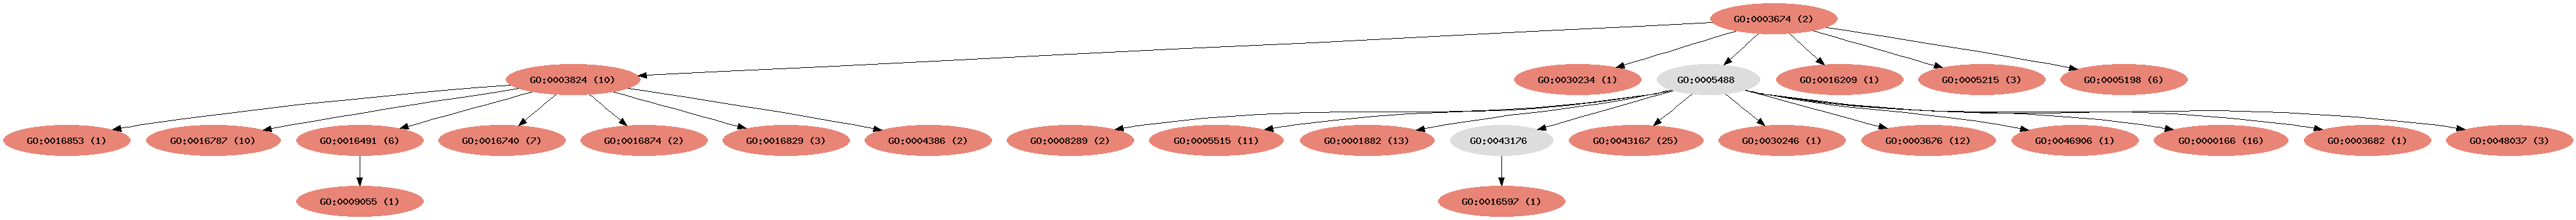 GO:0003674 (2)
GO:0003824 (10)
GO:0030234 (1)
GO:0005488
GO:0016209 (1)
GO:0005215 (3)
GO:0005198 (6)
GO:0016853 (1)
GO:0016787 (10)
GO:0016491 (6)
GO:0016740 (7)
GO:0016874 (2)
GO:0016829 (3)
GO:0004386 (2)
GO:0008289 (2)
GO:0005515 (11)
GO:0001882 (13)
GO:0043176
GO:0043167 (25)
GO:0030246 (1)
GO:0003676 (12)
GO:0046906 (1)
GO:0000166 (16)
GO:0003682 (1)
GO:0048037 (3)
GO:0009055 (1)
GO:0016597 (1)